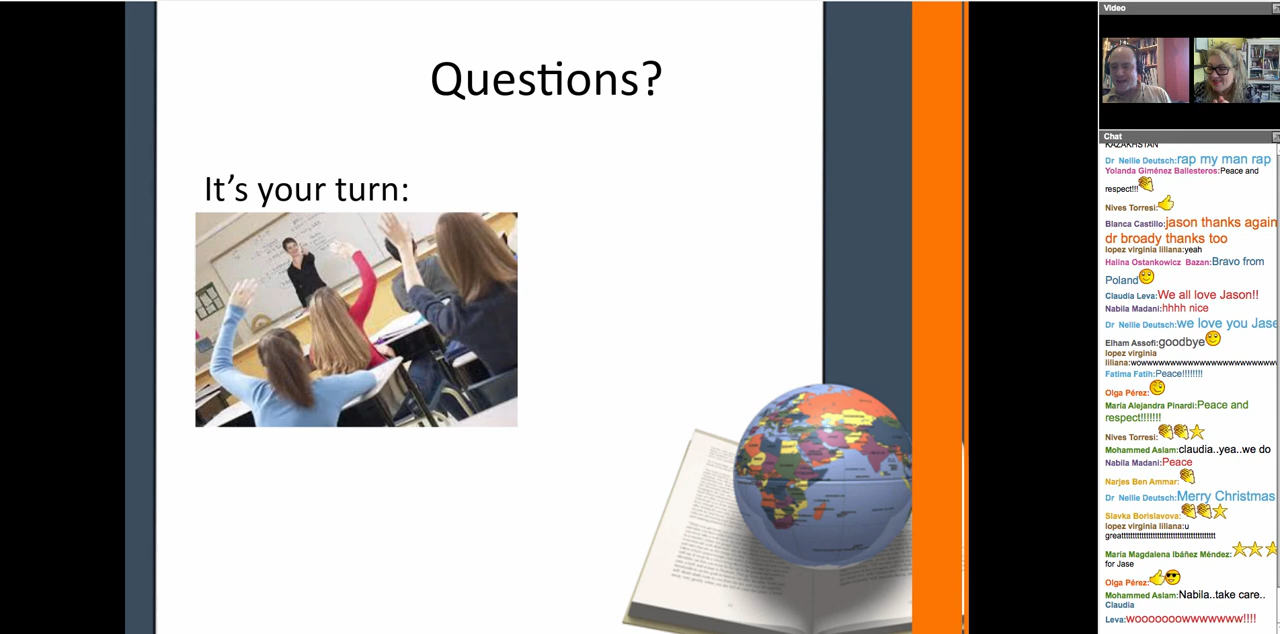 Questions?
It's your turn:
Video
Chat
KAZAKHSTAN
Dr Nellie Deutsch:rap my man rap
Yolanda Giménez Ballesteros:Peace and
respect!!!
Nives Torresi:
Blanca Castillo:jason thanks again
dr broady thanks too
lopez virginia liliana:yeah
Halina Ostankowicz Bazan:Bravo from
Poland
Claudia Leva:We all love Jason!!
Nabila Madani:hhhh nice
Dr Nellie Deutsch:we love you Jase
Elham Assofi:goodbye
lopez virginia
liliana:wowwwwwwwwwwwwwwwwwwwwwwwww
Fatima Fatih:Peace!!!!!!!!
Olga Pérez:
Maria Alejandra Pinardi:Peace and
respect!!!!!!!
Nives Torresi:
Mohammed Aslam:claudia..yea..we do
Nabila Madani:Peace
Narjes Ben Ammar:
Dr Nellie Deutsch:Merry Christmas
Slavka Borislavova:
lopez virginia liliana:u
greatttttttttttttttttttttttttttttttttttttttt
Maria Magdalena Ibáñez Méndez:
for Jase
Olga Pérez:
Mohammed Aslam:Nabila..take care..
Claudia
Leva:wooooooowwwwwww!!!!